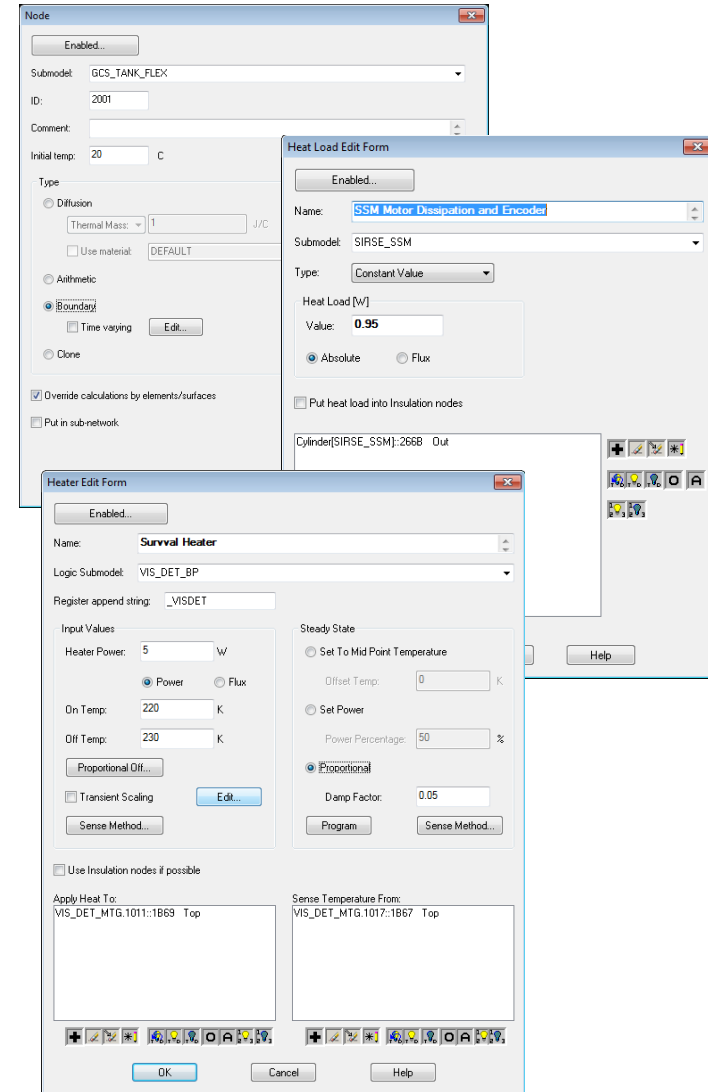 Node
Enabled...
Submodel: GCS_TANK_FLEX
ID: 2001
Comment:
Initial temp: 20 C
Type
Diffusion
Thermal Mass: 1 J/C
Use material: DEFAULT
Arithmetic
Boundary
Time varying Edit...
Clone
Override calculations by elements/surfaces
Put in sub-network
Heat Load Edit Form
Enabled...
Name: SSM Motor Dissipation and Encoder
Submodel: SIRSE_SSM
Type: Constant Value
Heat Load [W]
Value: 0.95
Absolute Flux
Put heat load into Insulation nodes
Cylinder[SIRSE_SSM]::266B Out
Help
Heater Edit Form
Enabled...
Name: Survval Heater
Logic Submodel: VIS_DET_BP
Register append string: _VISDET
Input Values
Heater Power: 5 W
Power Flux
On Temp: 220 K
Off Temp: 230 K
Proportional Off...
Transient Scaling Edit...
Sense Method...
Steady State
Set To Mid Point Temperature
Offset Temp: 0 K
Set Power
Power Percentage: 50 %
Proportional
Damp Factor: 0.05
Program Sense Method...
Use Insulation nodes if possible
Apply Heat To:
VIS_DET_MTG.1011::1B69 Top
Sense Temperature From:
VIS_DET_MTG.1017::1B67 Top
OK Cancel Help